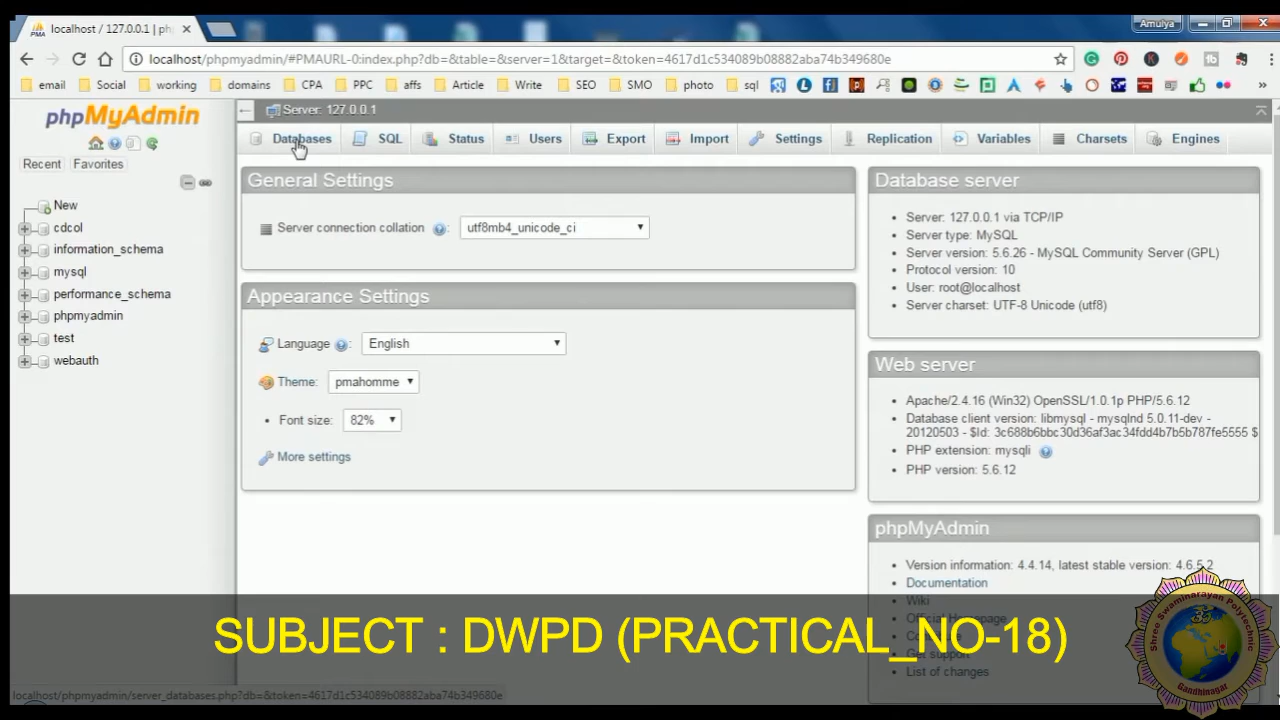 localhost / 127.0.0.1 | ph
Amulya
localhost/phpmyadmin/#PMAURL-0:index.php?db=&table=&server=1&target=&token=4617d1c534089b08882aba74b349680e
email Social working domains CPA PPC affs Article Write SEO SMO photo sql
phpMyAdmin
Recent Favorites
New
cdcol
information_schema
mysql
performance_schema
phpmyadmin
test
webauth
Server: 127.0.0.1
Databases SQL Status Users Export Import Settings Replication Variables Charsets Engines
General Settings
Server connection collation : utf8mb4_unicode_ci
Appearance Settings
Language : English
Theme: pmahomme
• Font size: 82%
More settings
Database server
• Server: 127.0.0.1 via TCP/IP
• Server type: MySQL
• Server version: 5.6.26 - MySQL Community Server (GPL)
• Protocol version: 10
• User: root@localhost
• Server charset: UTF-8 Unicode (utf8)
Web server
• Apache/2.4.16 (Win32) OpenSSL/1.0.1p PHP/5.6.12
• Database client version: libmysql - mysqlnd 5.0.11-dev -
20120503 - $Id: 3c688b6bbc30d36af3ac34fdd4b7b5b787fe5555 $
• PHP extension: mysqli
• PHP version: 5.6.12
phpMyAdmin
• Version information: 4.4.14, latest stable version: 4.6.5.2
• Documentation
• Wiki
• Official Homepage
• Get support
• List of changes
SUBJECT : DWPD (PRACTICAL_NO-18)
Shree Swaminarayan Polytechnic
Gandhinagar
localhost/phpmyadmin/server_databases.php?db=&token=4617d1c534089b08882aba74b349680e